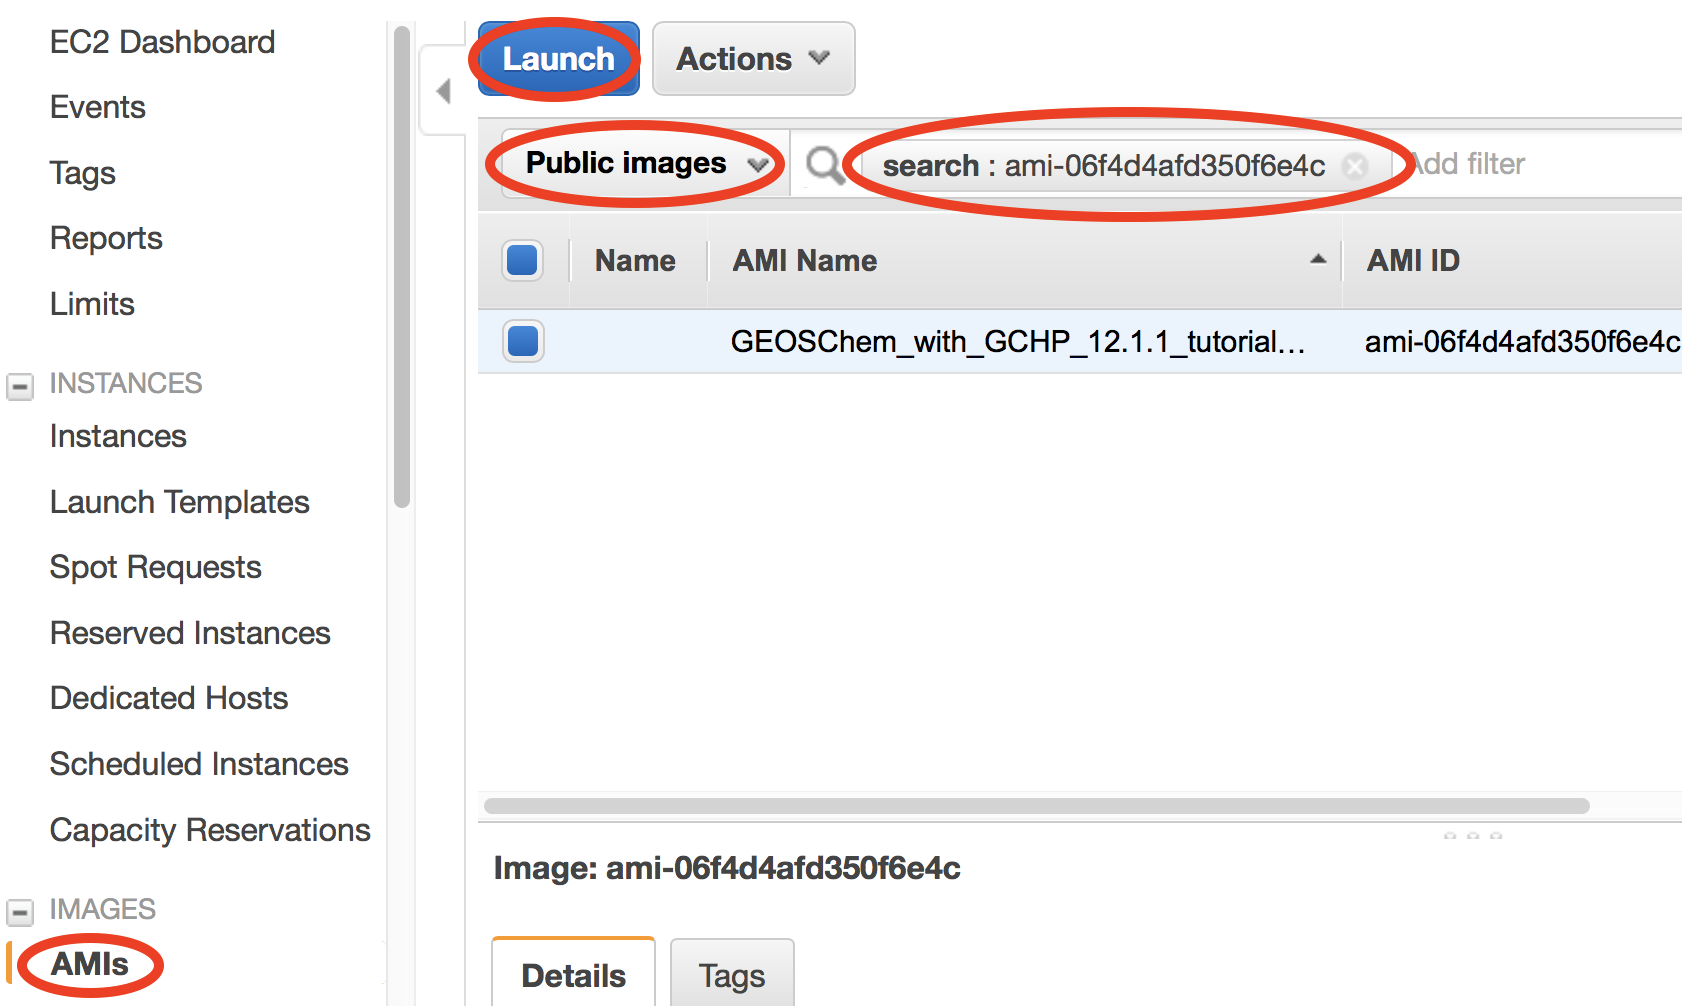 EC2 Dashboard
Events
Tags
Reports
Limits
INSTANCES
Instances
Launch Templates
Spot Requests
Reserved Instances
Dedicated Hosts
Scheduled Instances
Capacity Reservations
IMAGES
AMIs
Launch Actions
Public images search : ami-06f4d4afd350f6e4c Add filter
Name AMI Name AMI ID
GEOSChem_with_GCHP_12.1.1_tutorial... ami-06f4d4afd350f6e4c
Image: ami-06f4d4afd350f6e4c
Details Tags